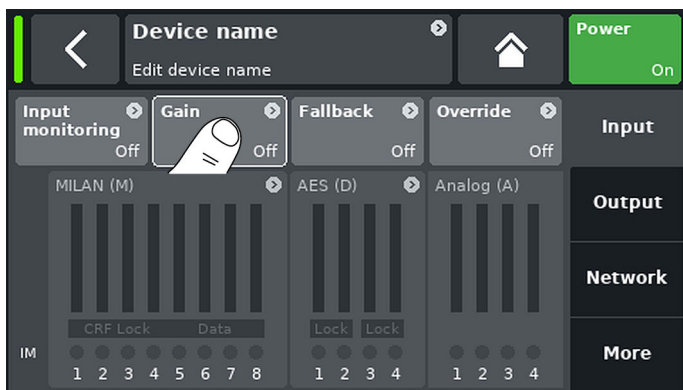 Device name
Edit device name
Power
On
Input monitoring
Off
Gain
Off
Fallback
Off
Override
Off
Input
Output
Network
More
MILAN (M)
AES (D)
Analog (A)
CRF Lock
Data
Lock
Lock
IM
1 2 3 4 5 6 7 8
1 2 3 4
1 2 3 4